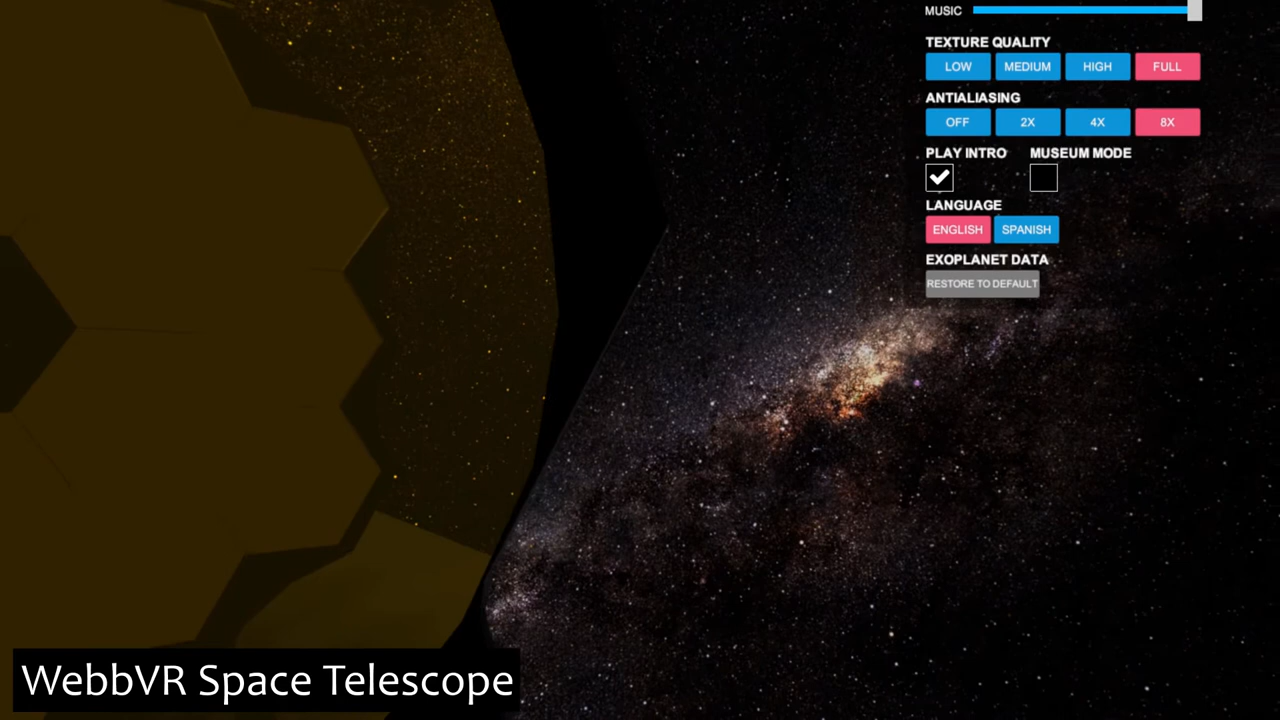 MUSIC
TEXTURE QUALITY
LOW MEDIUM HIGH FULL
ANTIALIASING
OFF 2X 4X 8X
PLAY INTRO MUSEUM MODE
LANGUAGE
ENGLISH SPANISH
EXOPLANET DATA
RESTORE TO DEFAULT
WebbVR Space Telescope